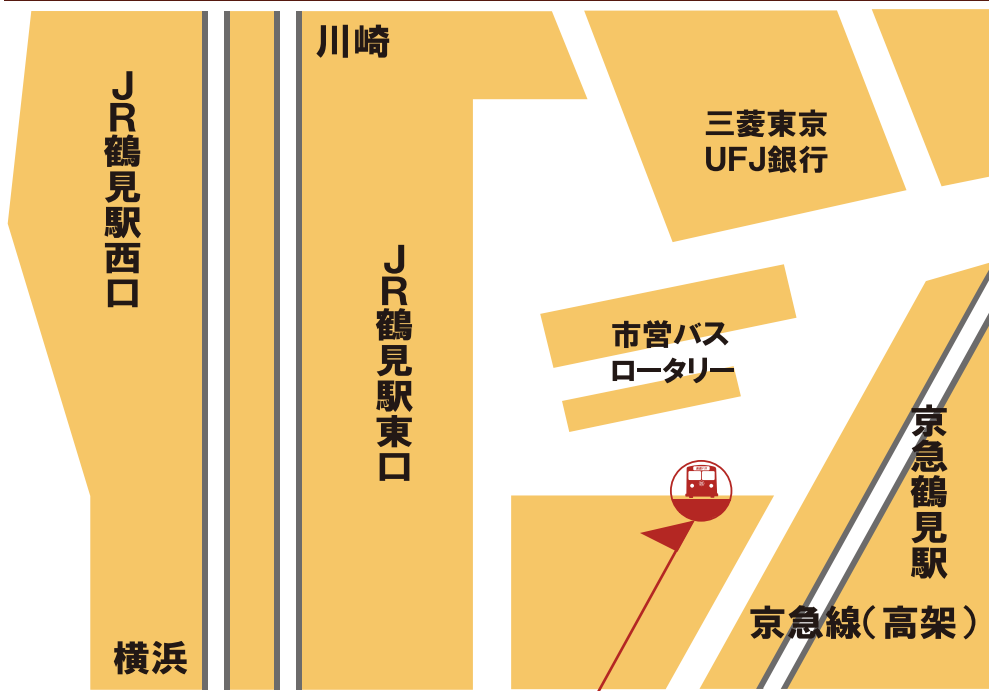 川崎
JR鶴見駅西口
三菱東京
UFJ銀行
JR鶴見駅東口
市営バス
ロータリー
京急鶴見駅
京急線(高架)
横浜